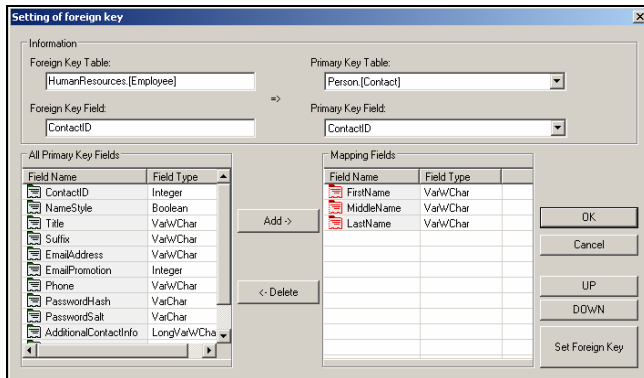 Setting of foreign key
Information
Foreign Key Table:
Primary Key Table:
HumanResources.[Employee]
=>
Person.[Contact]
Foreign Key Field:
Primary Key Field:
ContactID
ContactID
All Primary Key Fields
Field Name Field Type
ContactID Integer
NameStyle Boolean
Title VarWChar
Suffix VarWChar
EmailAddress VarWChar
EmailPromotion Integer
Phone VarWChar
PasswordHash VarChar
PasswordSalt VarChar
AdditionalContactInfo LongVarWCha
Add ->
<- Delete
Mapping Fields
Field Name Field Type
FirstName VarWChar
MiddleName VarWChar
LastName VarWChar
OK
Cancel
UP
DOWN
Set Foreign Key